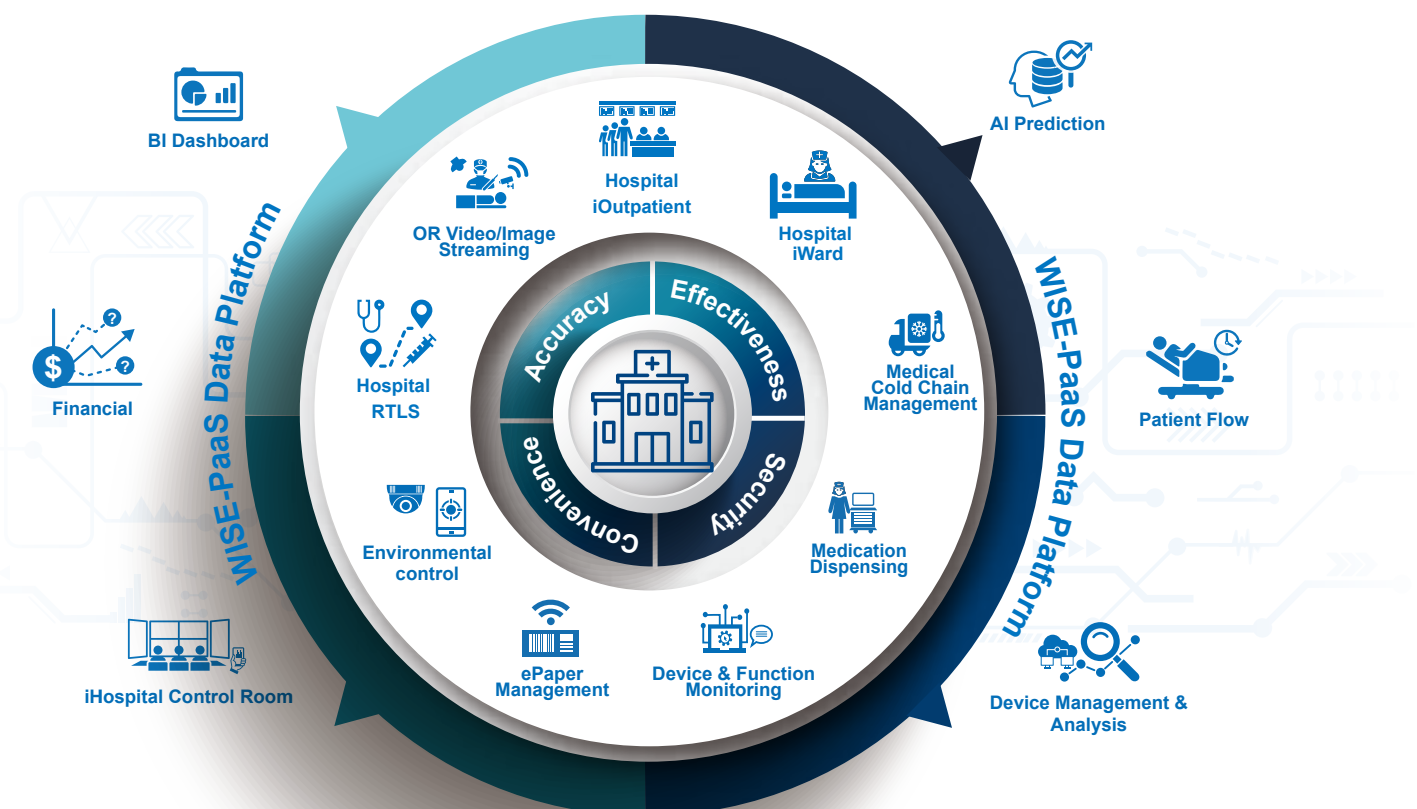 BI Dashboard
AI Prediction
Hospital
iOutpatient
OR Video/Image
Streaming
Hospital
iWard
WISE-PaaS Data Platform
WISE-PaaS Data Platform
Accuracy
Effectiveness
Convenience
Security
Hospital
RTLS
Medical
Cold Chain
Management
$
?
?
Financial
Patient Flow
Environmental
control
Medication
Dispensing
ePaper
Management
Device & Function
Monitoring
iHospital Control Room
Device Management &
Analysis